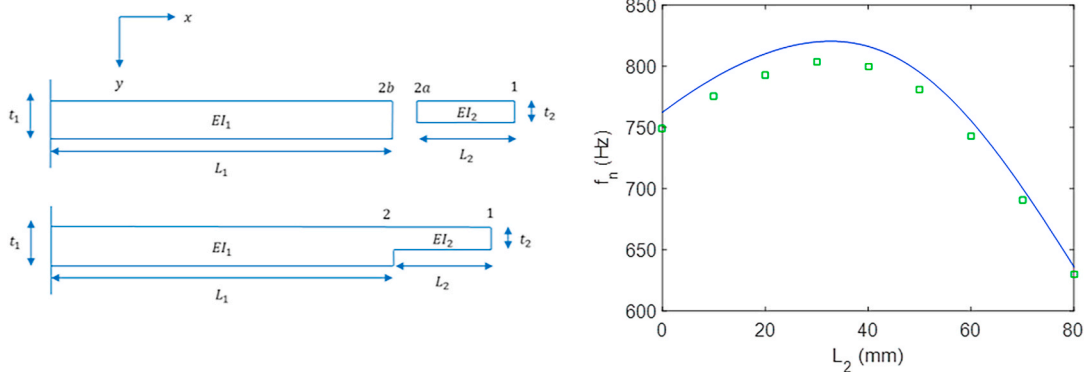 x
y
2b 2a 1
t₁ EI₁ EI₂ t₂
L₁ L₂
2 1
t₁ EI₁ EI₂ t₂
L₁ L₂
850
800
750
700
650
600
fₙ (Hz)
0 20 40 60 80
L₂ (mm)